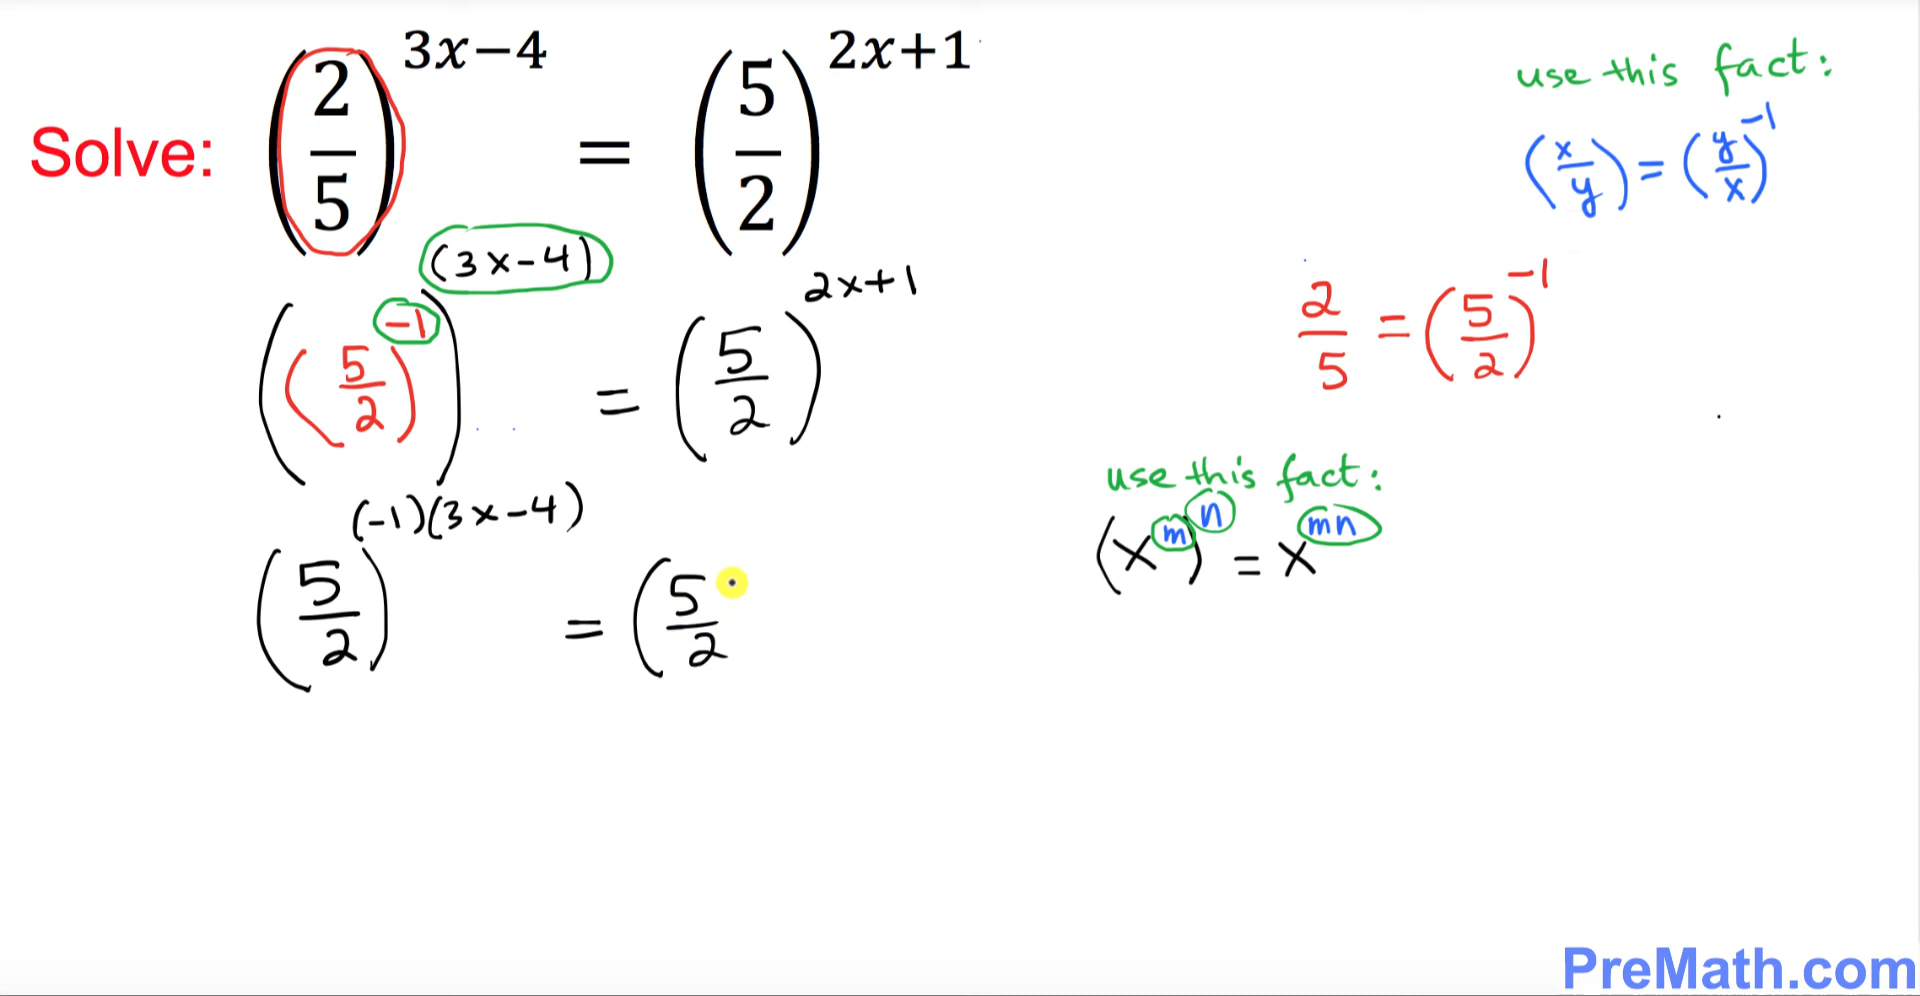 Solve: (2/5)^(3x−4) = (5/2)^(2x+1)
use this fact:
(x/y) = (y/x)^-1
((5/2)^-1)^(3x-4) = (5/2)^(2x+1)
2/5 = (5/2)^-1
use this fact:
(x^m)^n = x^mn
(5/2)^(-1)(3x-4) = (5/2
PreMath.com